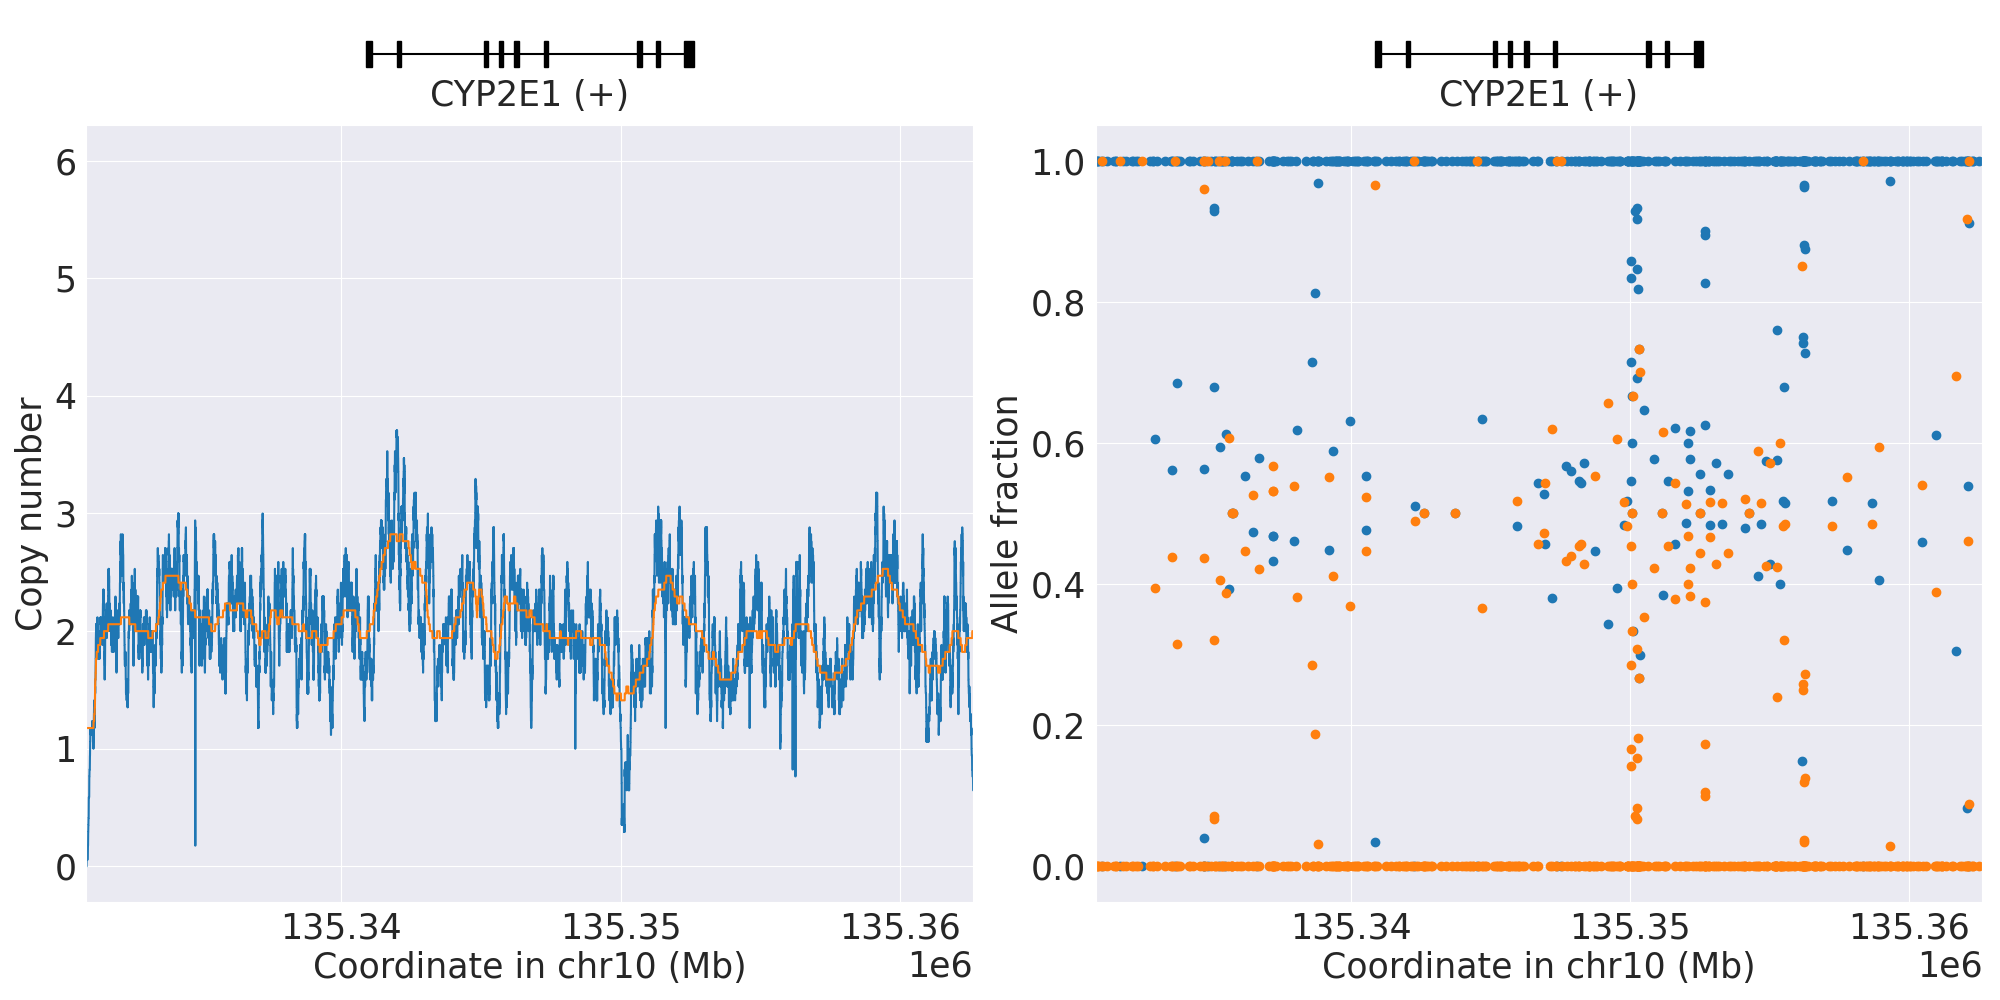 CYP2E1 (+)
6
5
4
3
2
1
0
Copy number
135.34 135.35 135.36
Coordinate in chr10 (Mb)
1e6
CYP2E1 (+)
1.0
0.8
0.6
0.4
0.2
0.0
Allele fraction
135.34 135.35 135.36
Coordinate in chr10 (Mb)
1e6